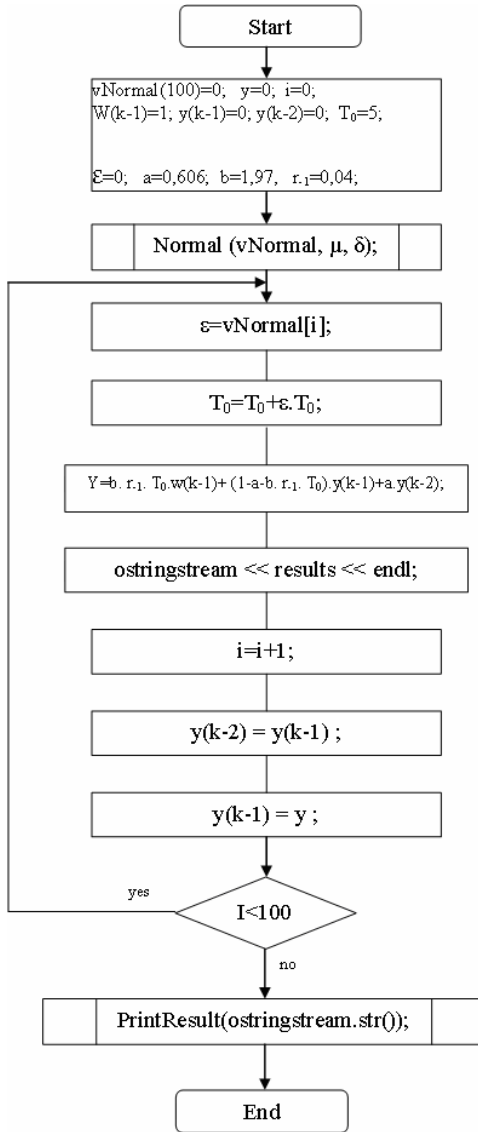 Start
vNormal(100)=0; y=0; i=0;
W(k-1)=1; y(k-1)=0; y(k-2)=0; T₀=5;
Ɛ=0; a=0,606; b=1,97, r.₁=0,04;
Normal (vNormal, µ, δ);
ε=vNormal[i];
T₀=T₀+ε.T₀;
Y=b. r.₁. T₀.w(k-1)+ (1-a-b. r.₁. T₀).y(k-1)+a.y(k-2);
ostringstream << results << endl;
i=i+1;
y(k-2) = y(k-1) ;
y(k-1) = y ;
yes
I<100
no
PrintResult(ostringstream.str());
End